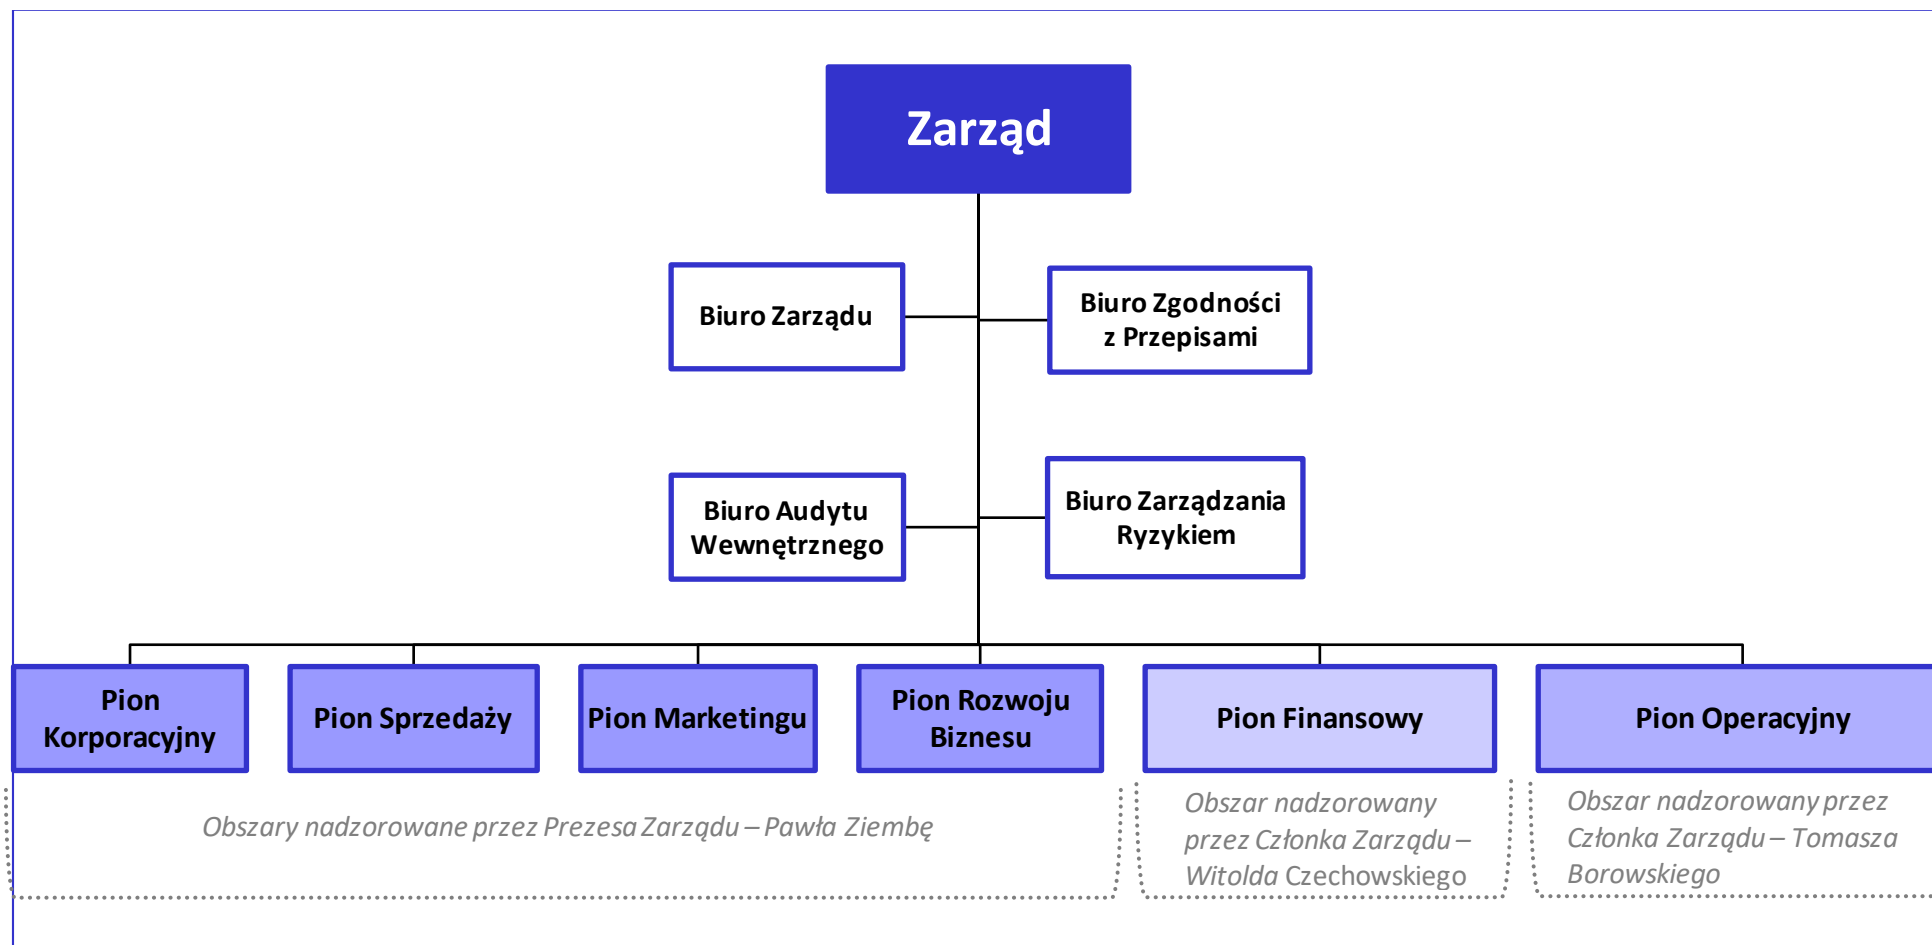 Zarząd
Biuro Zarządu
Biuro Zgodności
z Przepisami
Biuro Audytu
Wewnętrznego
Biuro Zarządzania
Ryzykiem
Pion
Korporacyjny
Pion Sprzedaży
Pion Marketingu
Pion Rozwoju
Biznesu
Pion Finansowy
Pion Operacyjny
Obszary nadzorowane przez Prezesa Zarządu – Pawła Ziembę
Obszar nadzorowany
przez Członka Zarządu –
Witolda Czechowskiego
Obszar nadzorowany przez
Członka Zarządu – Tomasza
Borowskiego